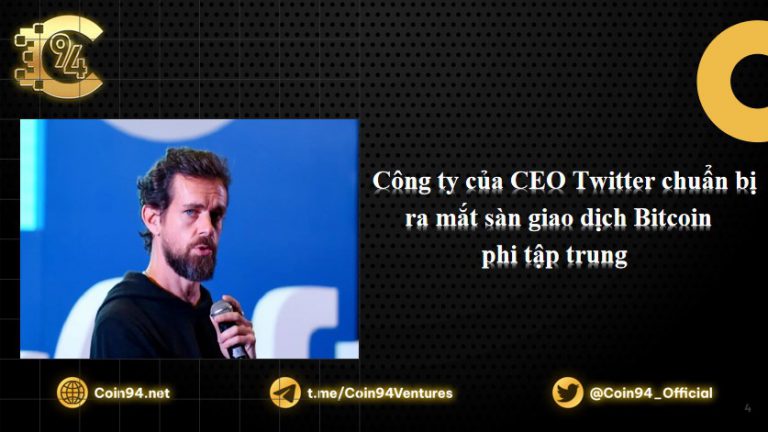 C94
Công ty của CEO Twitter chuẩn bị
ra mắt sàn giao dịch Bitcoin
phi tập trung
Coin94.net
t.me/Coin94Ventures
@Coin94_Official
4